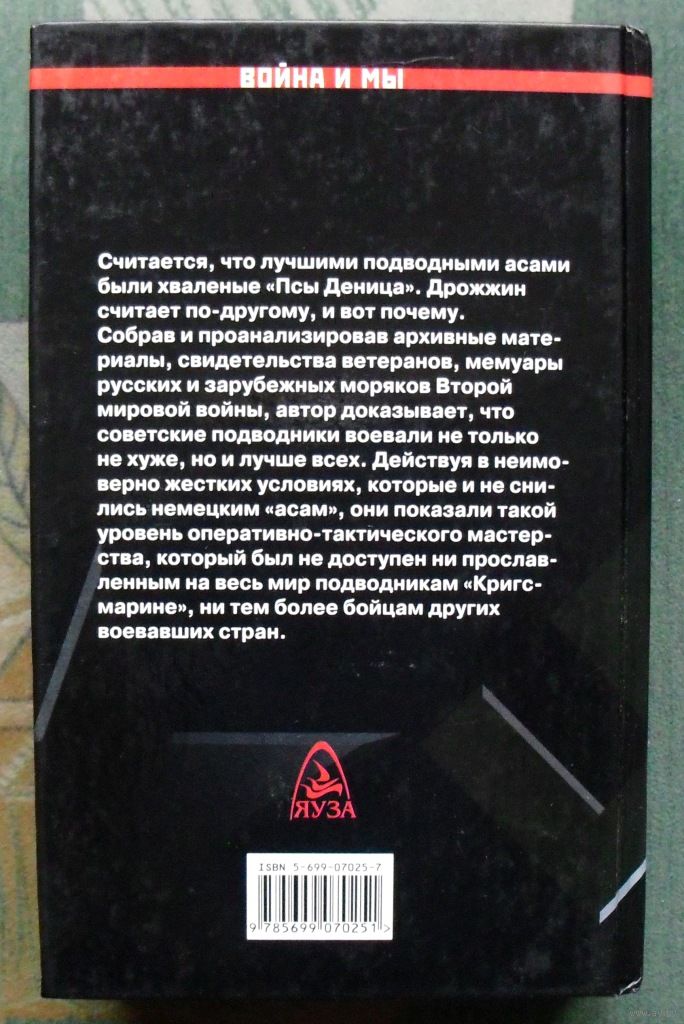 ВОЙНА И МЫ
Считается, что лучшими подводными асами
были хваленые «Псы Деница». Дрожжин
считает по-другому, и вот почему.
Собрав и проанализировав архивные мате-
риалы, свидетельства ветеранов, мемуары
русских и зарубежных моряков Второй
мировой войны, автор доказывает, что
советские подводники воевали не только
не хуже, но и лучше всех. Действуя в неимо-
верно жестких условиях, которые и не сни-
лись немецким «асам», они показали такой
уровень оперативно-тактического мастер-
ства, который был не доступен ни прослав-
ленным на весь мир подводникам «Кригс-
марине», ни тем более бойцам других
воевавших стран.
ЯУЗА
ISBN 5-699-07025-7
9 785699 070251 >